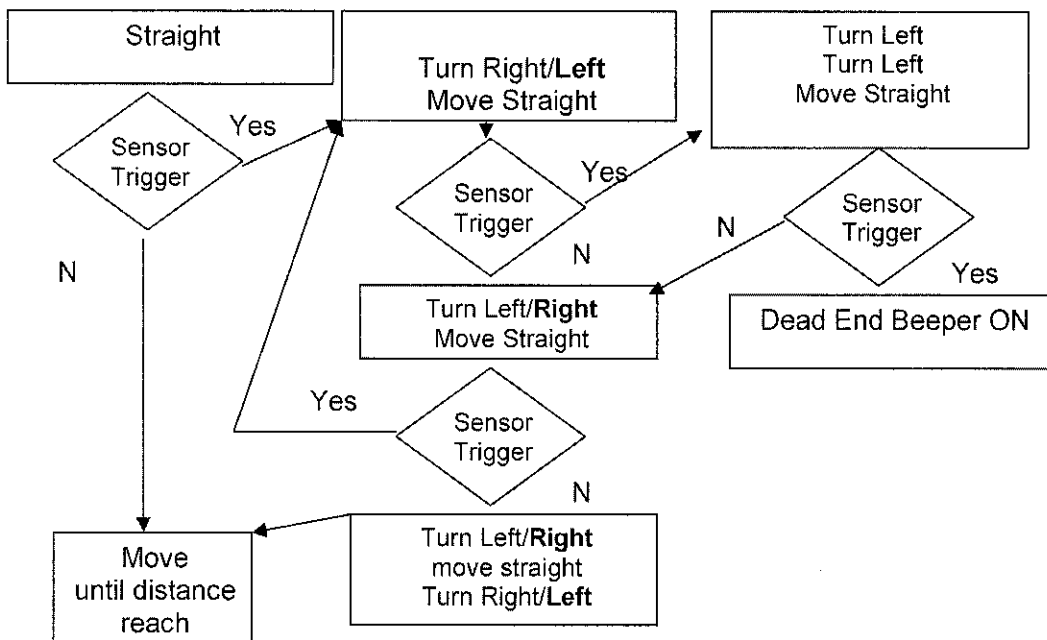 Straight
Sensor
Trigger
Yes
N
Turn Right/Left
Move Straight
Sensor
Trigger
Yes
N
Turn Left
Turn Left
Move Straight
Sensor
Trigger
N
Yes
Dead End Beeper ON
Turn Left/Right
Move Straight
Sensor
Trigger
Yes
N
Turn Left/Right
move straight
Turn Right/Left
Move
until distance
reach